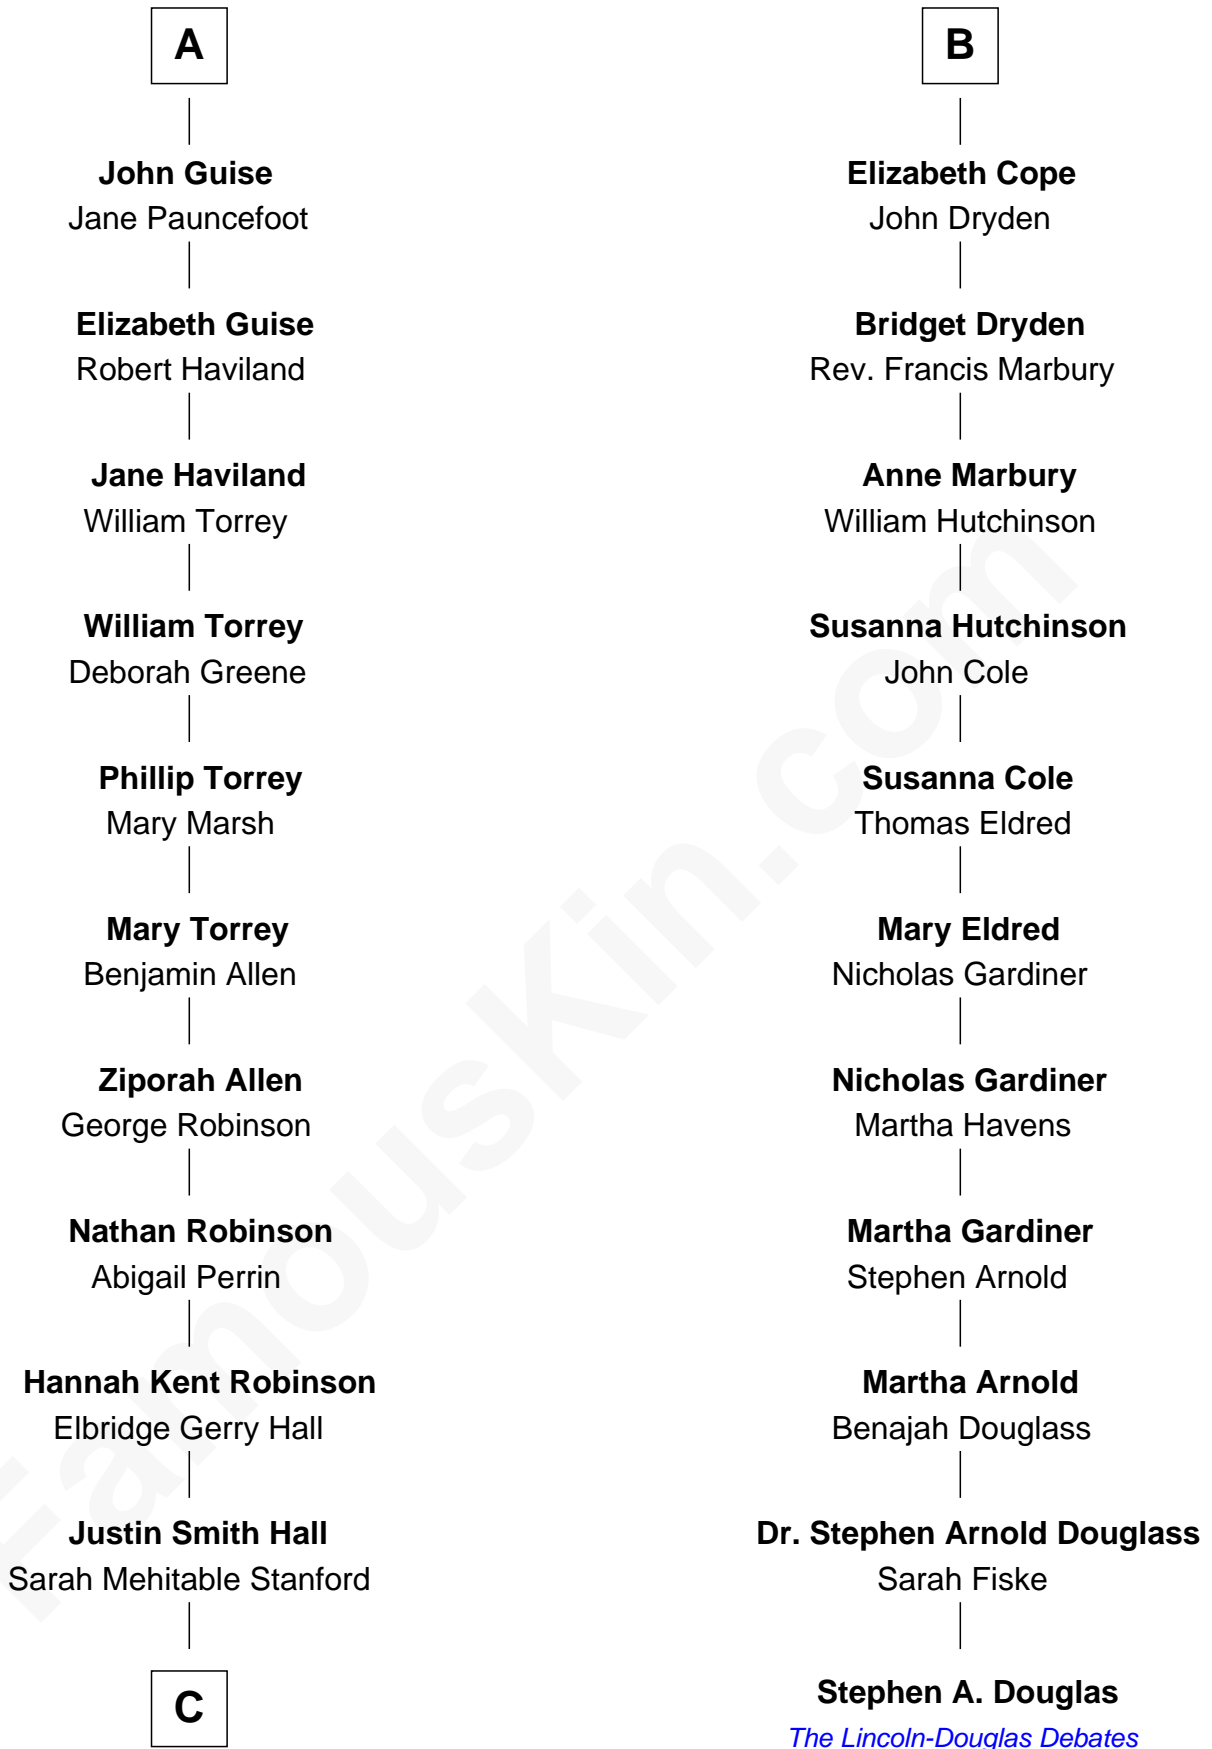 A
John Guise
Jane Pauncefoot
Elizabeth Guise
Robert Haviland
Jane Haviland
William Torrey
William Torrey
Deborah Greene
Phillip Torrey
Mary Marsh
Mary Torrey
Benjamin Allen
Ziporah Allen
George Robinson
Nathan Robinson
Abigail Perrin
Hannah Kent Robinson
Elbridge Gerry Hall
Justin Smith Hall
Sarah Mehitable Stanford
C
B
Elizabeth Cope
John Dryden
Bridget Dryden
Rev. Francis Marbury
Anne Marbury
William Hutchinson
Susanna Hutchinson
John Cole
Susanna Cole
Thomas Eldred
Mary Eldred
Nicholas Gardiner
Nicholas Gardiner
Martha Havens
Martha Gardiner
Stephen Arnold
Martha Arnold
Benajah Douglass
Dr. Stephen Arnold Douglass
Sarah Fiske
Stephen A. Douglas
The Lincoln-Douglas Debates
FamousKin.com